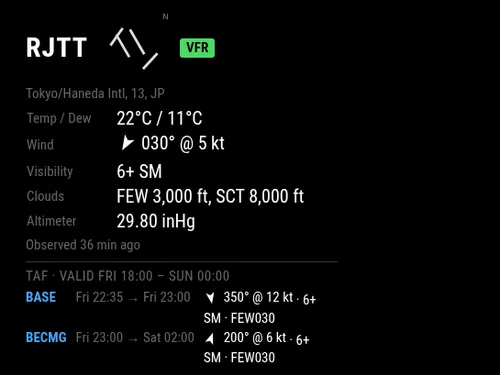 N
RJTT VFR
Tokyo/Haneda Intl, 13, JP
Temp / Dew 22°C / 11°C
Wind 030° @ 5 kt
Visibility 6+ SM
Clouds FEW 3,000 ft, SCT 8,000 ft
Altimeter 29.80 inHg
Observed 36 min ago
TAF · VALID FRI 18:00 – SUN 00:00
BASE Fri 22:35 → Fri 23:00 350° @ 12 kt · 6+
SM · FEW030
BECMG Fri 23:00 → Sat 02:00 200° @ 6 kt · 6+
SM · FEW030